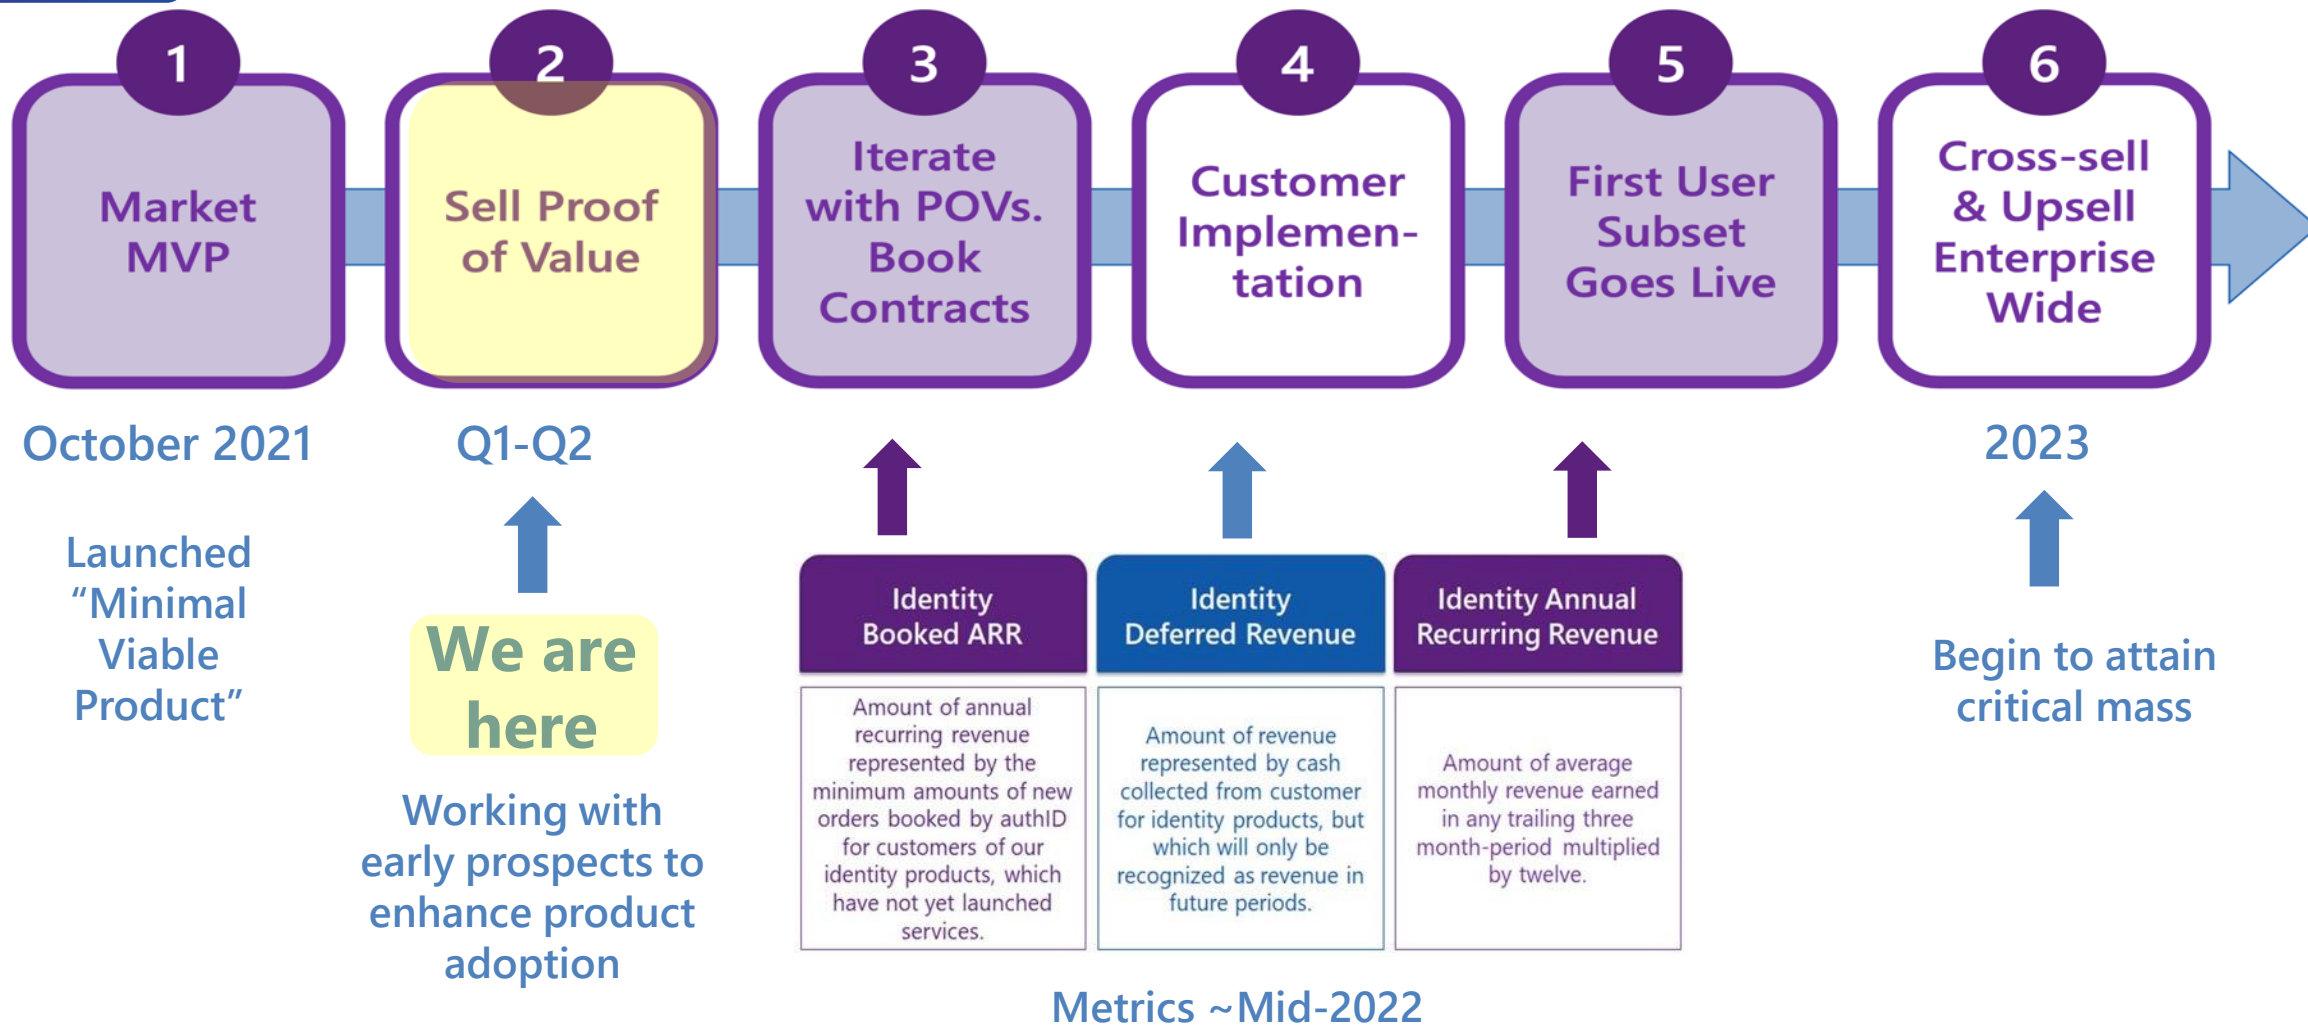 1
Market
MVP
October 2021
Launched
“Minimal
Viable
Product”
2
Sell Proof
of Value
Q1-Q2
We are
here
Working with
early prospects to
enhance product
adoption
3
Iterate
with POVs.
Book
Contracts
4
Customer
Implemen-
tation
5
First User
Subset
Goes Live
6
Cross-sell
& Upsell
Enterprise
Wide
2023
Begin to attain
critical mass
Identity
Booked ARR
Amount of annual
recurring revenue
represented by the
minimum amounts of new
orders booked by authID
for customers of our
identity products, which
have not yet launched
services.
Identity
Deferred Revenue
Amount of revenue
represented by cash
collected from customer
for identity products, but
which will only be
recognized as revenue in
future periods.
Identity Annual
Recurring Revenue
Amount of average
monthly revenue earned
in any trailing three
month-period multiplied
by twelve.
Metrics ~Mid-2022